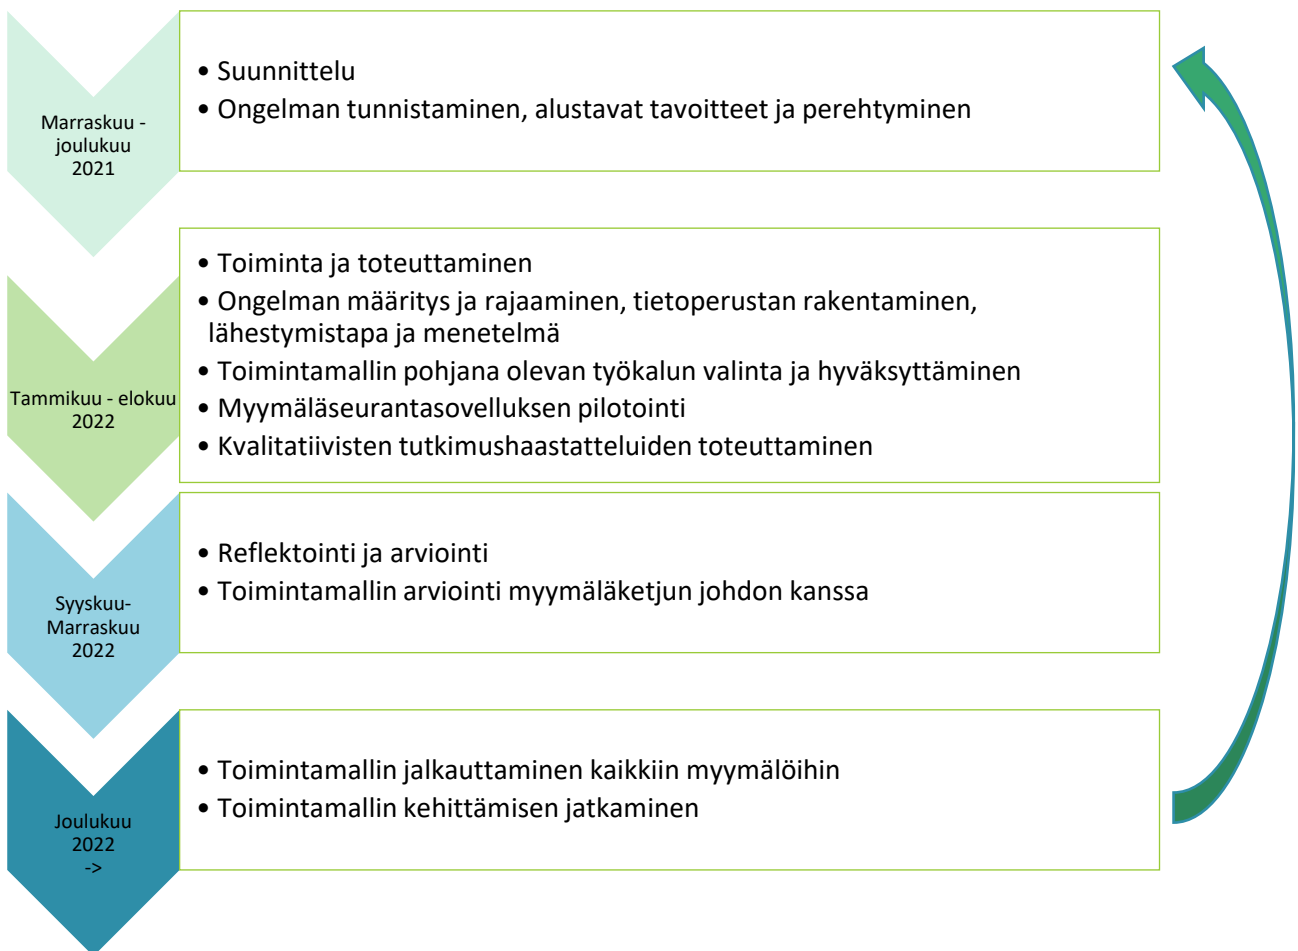 Marraskuu -
joulukuu
2021
• Suunnittelu
• Ongelman tunnistaminen, alustavat tavoitteet ja perehtyminen
Tammikuu - elokuu
2022
• Toiminta ja toteuttaminen
• Ongelman määritys ja rajaaminen, tietoperustan rakentaminen,
lähestymistapa ja menetelmä
• Toimintamallin pohjana olevan työkalun valinta ja hyväksyttäminen
• Myymäläseurantasovelluksen pilotointi
• Kvalitatiivisten tutkimushaastatteluiden toteuttaminen
Syyskuu-
Marraskuu
2022
• Reflektointi ja arviointi
• Toimintamallin arviointi myymäläketjun johdon kanssa
Joulukuu
2022
->
• Toimintamallin jalkauttaminen kaikkiin myymälöihin
• Toimintamallin kehittämisen jatkaminen